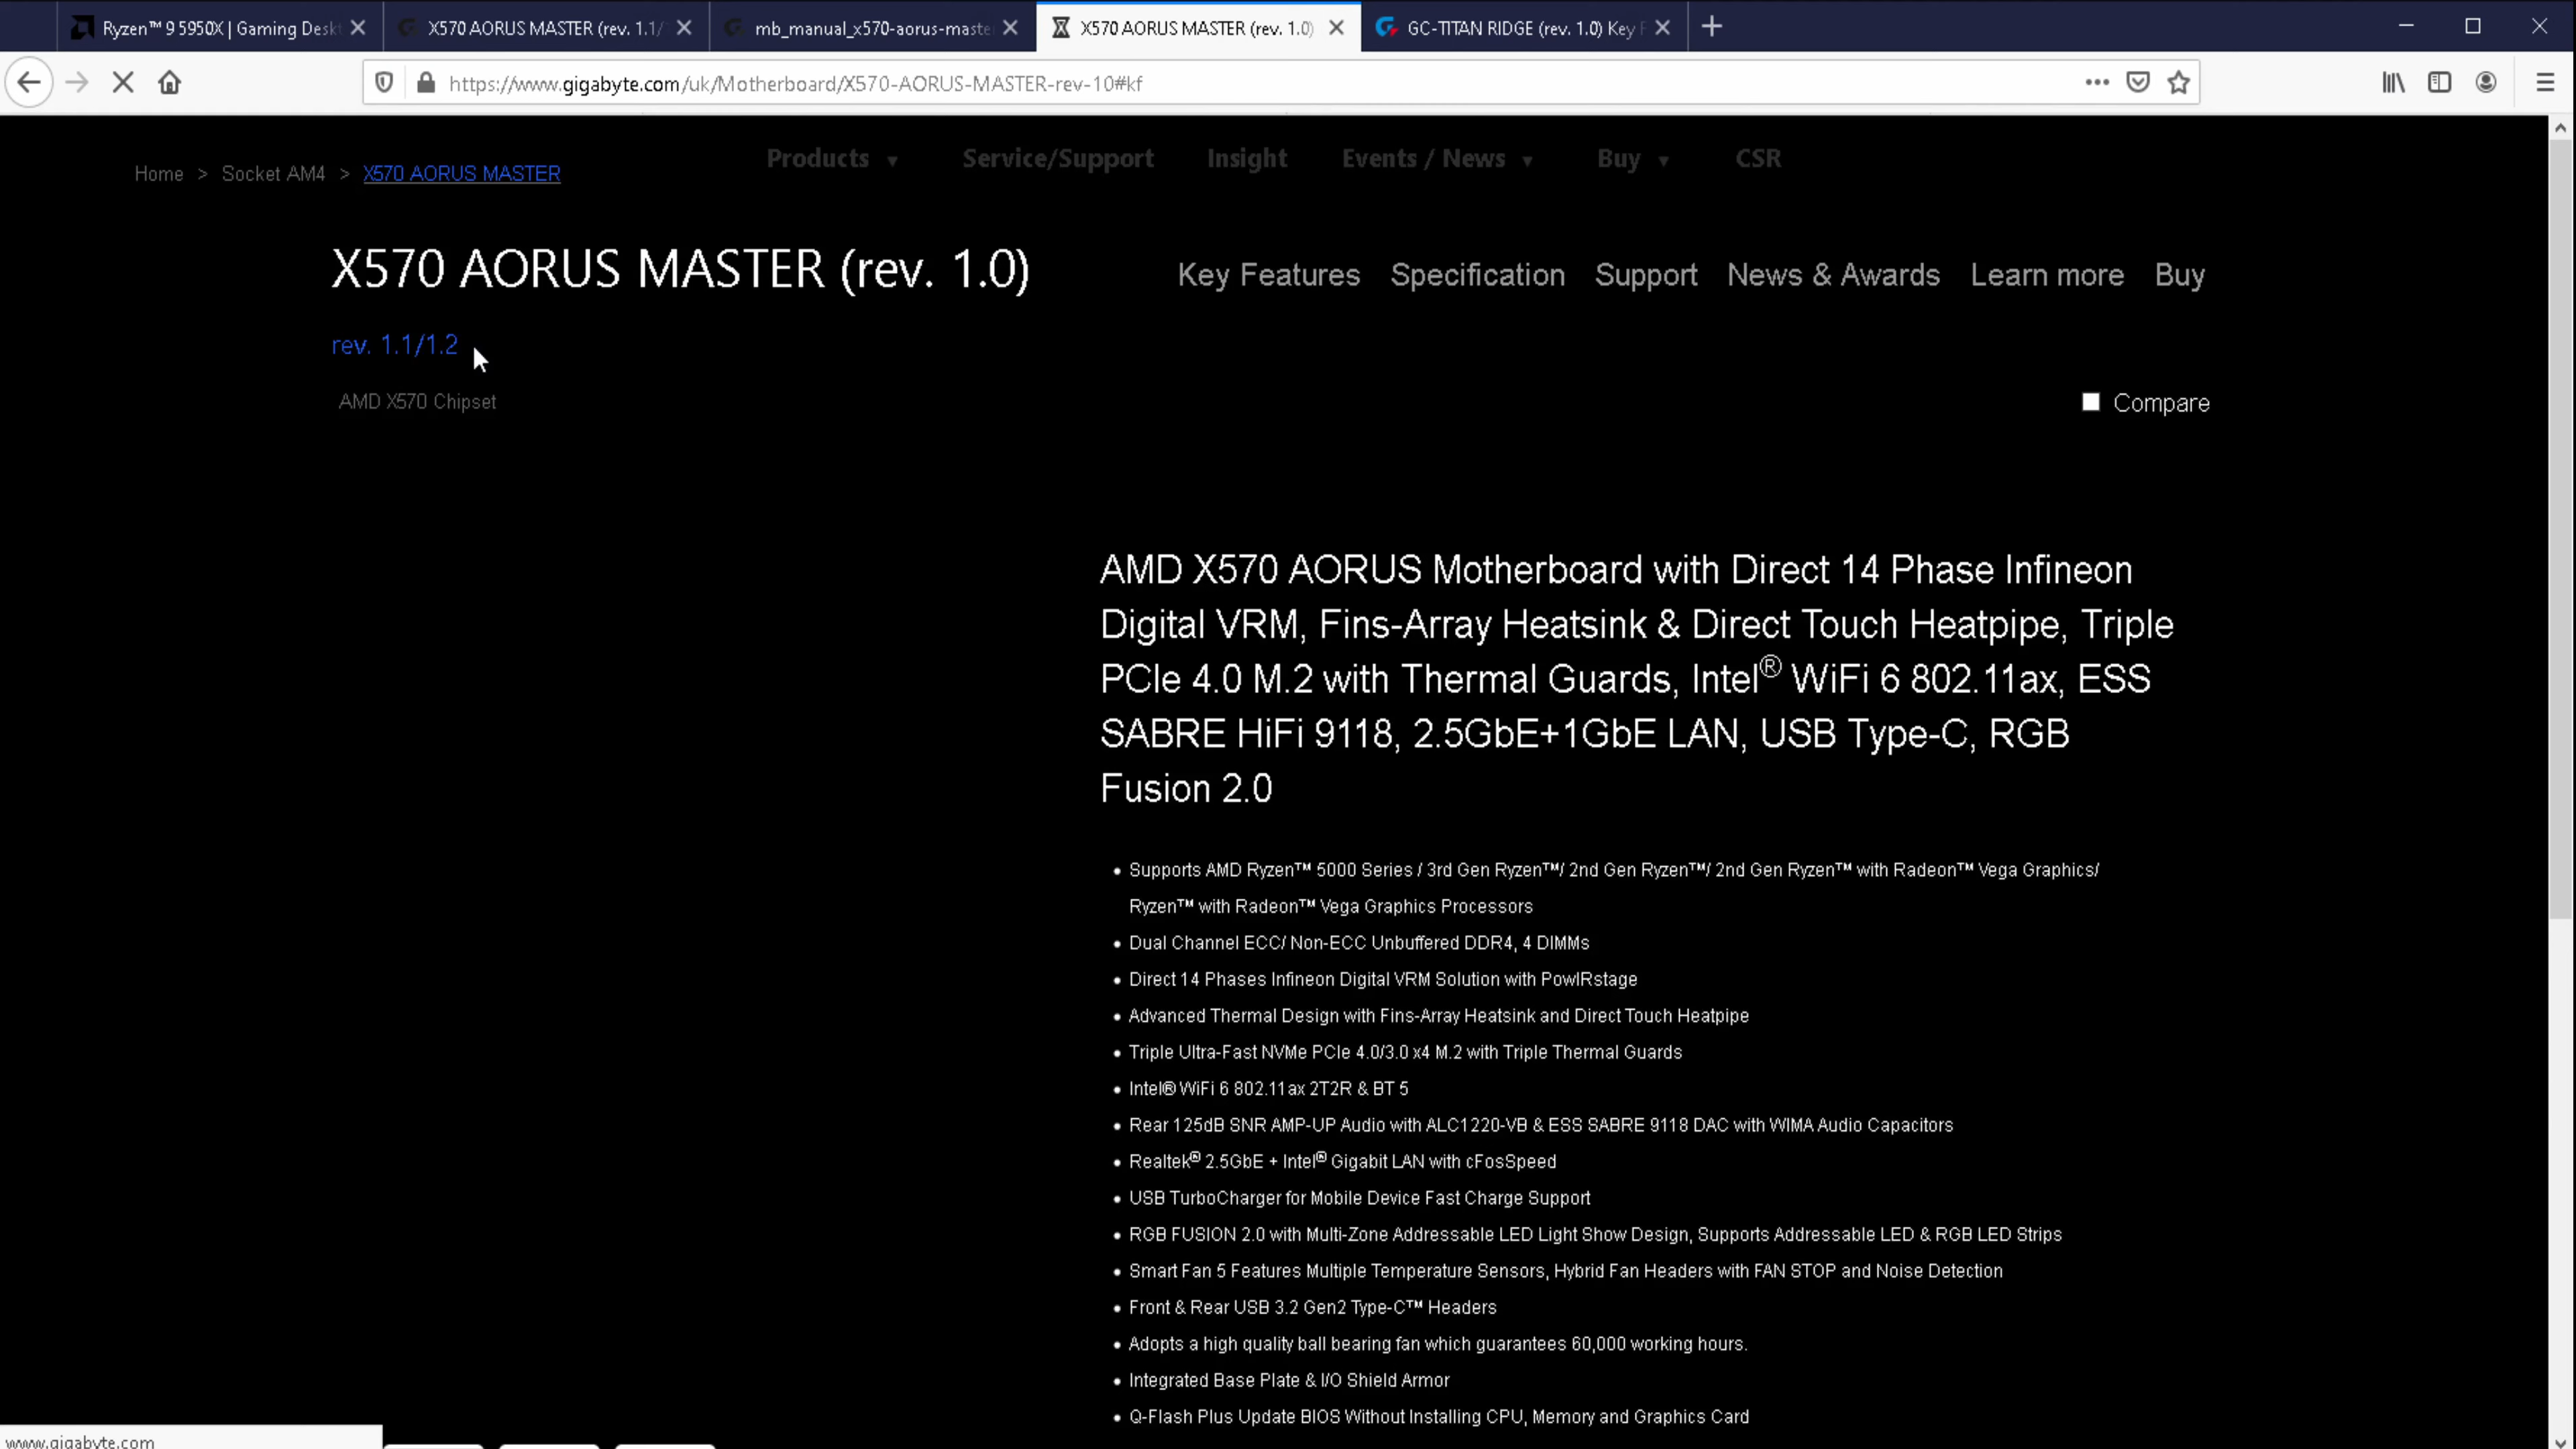 Ryzen™ 9 5950X | Gaming Deskt
X570 AORUS MASTER (rev. 1.1/
mb_manual_x570-aorus-maste
X570 AORUS MASTER (rev. 1.0)
GC-TITAN RIDGE (rev. 1.0) Key F
https://www.gigabyte.com/uk/Motherboard/X570-AORUS-MASTER-rev-10#kf
Products ▾ Service/Support Insight Events / News ▾ Buy ▾ CSR
Home > Socket AM4 > X570 AORUS MASTER
X570 AORUS MASTER (rev. 1.0)
Key Features Specification Support News & Awards Learn more Buy
rev. 1.1/1.2
AMD X570 Chipset
Compare
AMD X570 AORUS Motherboard with Direct 14 Phase Infineon
Digital VRM, Fins-Array Heatsink & Direct Touch Heatpipe, Triple
PCIe 4.0 M.2 with Thermal Guards, Intel® WiFi 6 802.11ax, ESS
SABRE HiFi 9118, 2.5GbE+1GbE LAN, USB Type-C, RGB
Fusion 2.0
• Supports AMD Ryzen™ 5000 Series / 3rd Gen Ryzen™/ 2nd Gen Ryzen™/ 2nd Gen Ryzen™ with Radeon™ Vega Graphics/
Ryzen™ with Radeon™ Vega Graphics Processors
• Dual Channel ECC/ Non-ECC Unbuffered DDR4, 4 DIMMs
• Direct 14 Phases Infineon Digital VRM Solution with PowIRstage
• Advanced Thermal Design with Fins-Array Heatsink and Direct Touch Heatpipe
• Triple Ultra-Fast NVMe PCIe 4.0/3.0 x4 M.2 with Triple Thermal Guards
• Intel® WiFi 6 802.11ax 2T2R & BT 5
• Rear 125dB SNR AMP-UP Audio with ALC1220-VB & ESS SABRE 9118 DAC with WIMA Audio Capacitors
• Realtek® 2.5GbE + Intel® Gigabit LAN with cFosSpeed
• USB TurboCharger for Mobile Device Fast Charge Support
• RGB FUSION 2.0 with Multi-Zone Addressable LED Light Show Design, Supports Addressable LED & RGB LED Strips
• Smart Fan 5 Features Multiple Temperature Sensors, Hybrid Fan Headers with FAN STOP and Noise Detection
• Front & Rear USB 3.2 Gen2 Type-C™ Headers
• Adopts a high quality ball bearing fan which guarantees 60,000 working hours.
• Integrated Base Plate & I/O Shield Armor
• Q-Flash Plus Update BIOS Without Installing CPU, Memory and Graphics Card
www.gigabyte.com